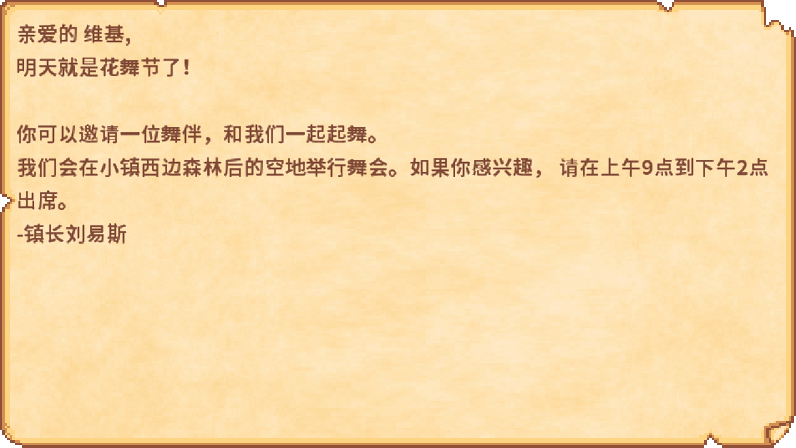 亲爱的 维基,
明天就是花舞节了!
你可以邀请一位舞伴，和我们一起起舞。
我们会在小镇西边森林后的空地举行舞会。如果你感兴趣， 请在上午9点到下午2点
出席。
-镇长刘易斯